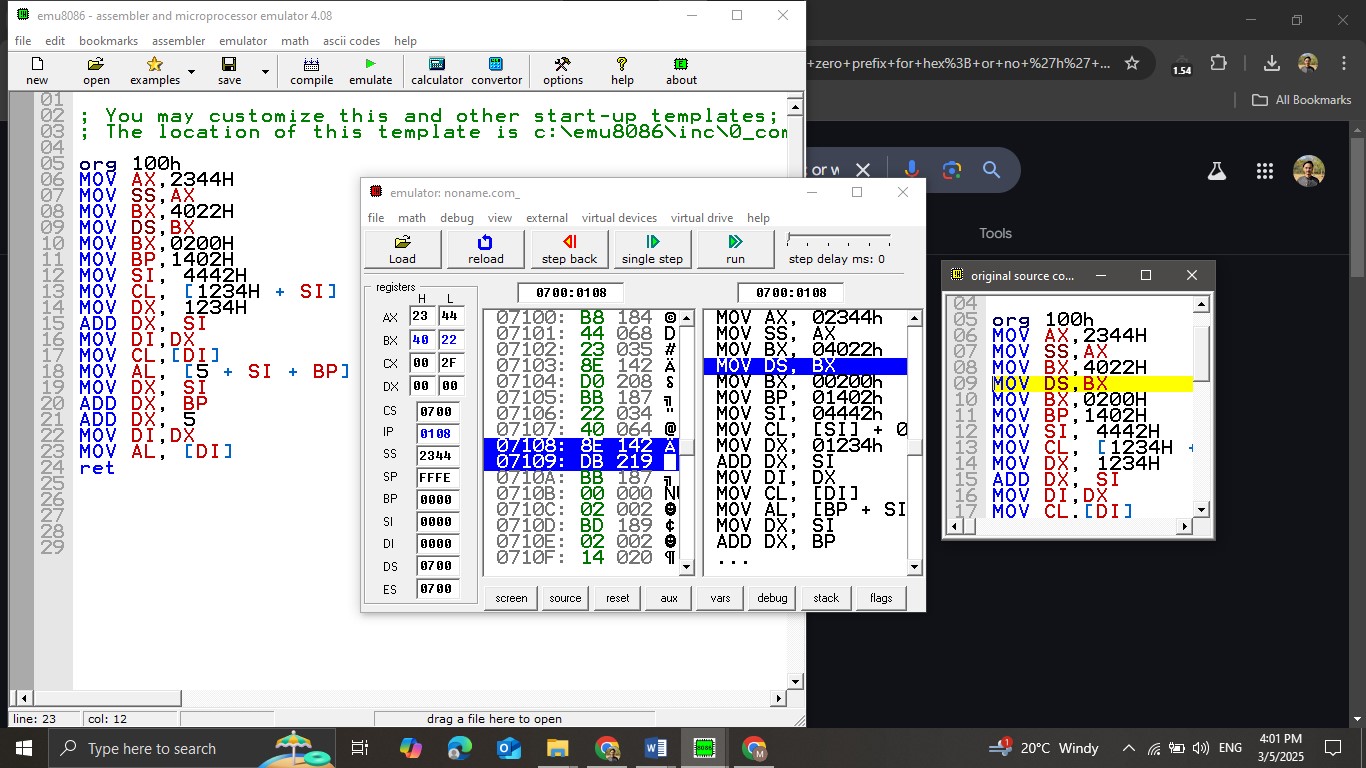 emu8086 - assembler and microprocessor emulator 4.08
file edit bookmarks assembler emulator math ascii codes help
new open examples save compile emulate calculator convertor options help about
+ zero prefix for hex%3B + or + no + %27h%27 + ...
1.54
All Bookmarks
or w
Tools
01
02 ; You may customize this and other start-up templates;
03 ; The location of this template is c:\emu8086\inc\0_com
04
05 org 100h
06 MOV AX,2344H
07 MOV SS,AX
08 MOV BX,4022H
09 MOV DS,BX
10 MOV BX,0200H
11 MOV BP,1402H
12 MOV SI, 4442H
13 MOV CL, [1234H + SI]
14 MOV DX, 1234H
15 ADD DX, SI
16 MOV DI,DX
17 MOV CL,[DI]
18 MOV AL, [5 + SI + BP]
19 MOV DX, SI
20 ADD DX, BP
21 ADD DX, 5
22 MOV DI,DX
23 MOV AL, [DI]
24 ret
25
26
27
28
29
line: 23 col: 12 drag a file here to open
emulator: noname.com_
file math debug view external virtual devices virtual drive help
Load reload step back single step run step delay ms: 0
registers
H L
AX 23 44
BX 40 22
CX 00 2F
DX 00 00
CS 0700
IP 0108
SS 2344
SP FFFE
BP 0000
SI 0000
DI 0000
DS 0700
ES 0700
0700:0108
07100: B8 184
07101: 44 068 D
07102: 23 035 #
07103: 8E 142 Ä
07104: D0 208
07105: BB 187 ╗
07106: 22 034 "
07107: 40 064 @
07108: 8E 142 Ä
07109: DB 219 █
0710A: BB 187 ╗
0710B: 00 000 NU
0710C: 02 002 ☻
0710D: BD 189
0710E: 02 002 ☻
0710F: 14 020 ¶
0700:0108
MOV AX, 02344h
MOV SS, AX
MOV BX, 04022h
MOV DS, BX
MOV BX, 00200h
MOV BP, 01402h
MOV SI, 04442h
MOV CL, [SI] + 0
MOV DX, 01234h
ADD DX, SI
MOV DI, DX
MOV CL, [DI]
MOV AL, [BP + SI
MOV DX, SI
ADD DX, BP
...
screen source reset aux vars debug stack flags
original source co...
04
05 org 100h
06 MOV AX,2344H
07 MOV SS,AX
08 MOV BX,4022H
09 MOV DS,BX
10 MOV BX,0200H
11 MOV BP,1402H
12 MOV SI, 4442H
13 MOV CL, [1234H +
14 MOV DX, 1234H
15 ADD DX, SI
16 MOV DI,DX
17 MOV CL,[DI]
Type here to search
20°C Windy
ENG
4:01 PM
3/5/2025